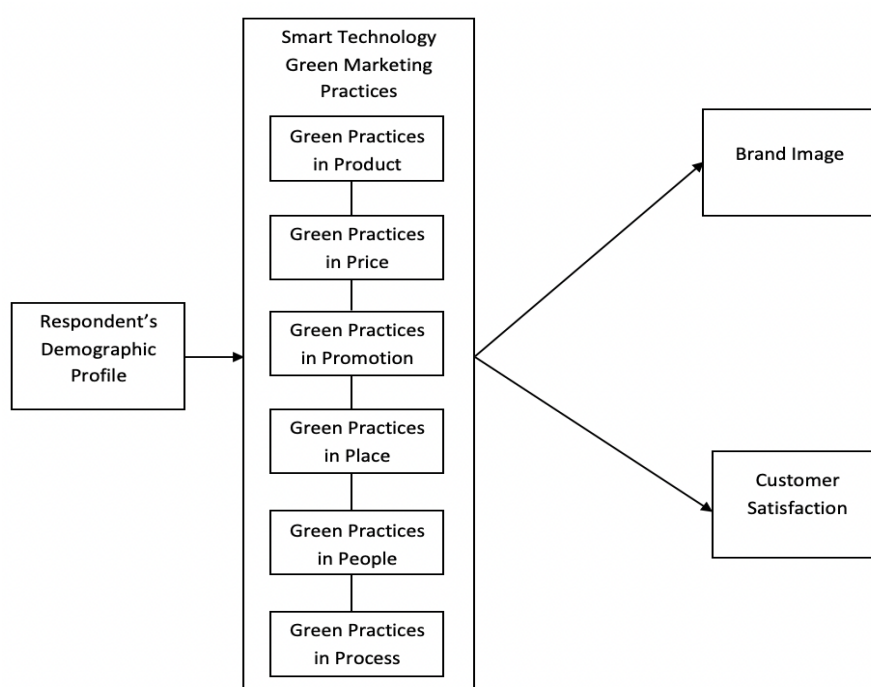 Smart Technology
Green Marketing
Practices
Green Practices
in Product
Green Practices
in Price
Green Practices
in Promotion
Green Practices
in Place
Green Practices
in People
Green Practices
in Process
Respondent’s
Demographic
Profile
Brand Image
Customer
Satisfaction